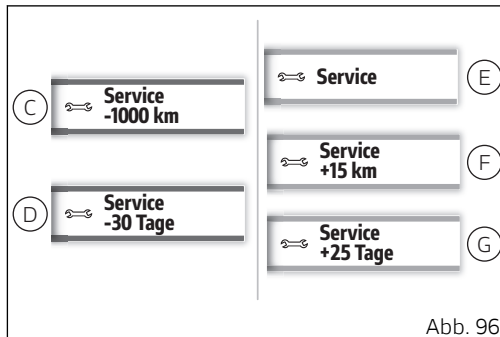 C
Service
-1000 km
D
Service
-30 Tage
Service
E
Service
+15 km
F
Service
+25 Tage
G
Abb. 96